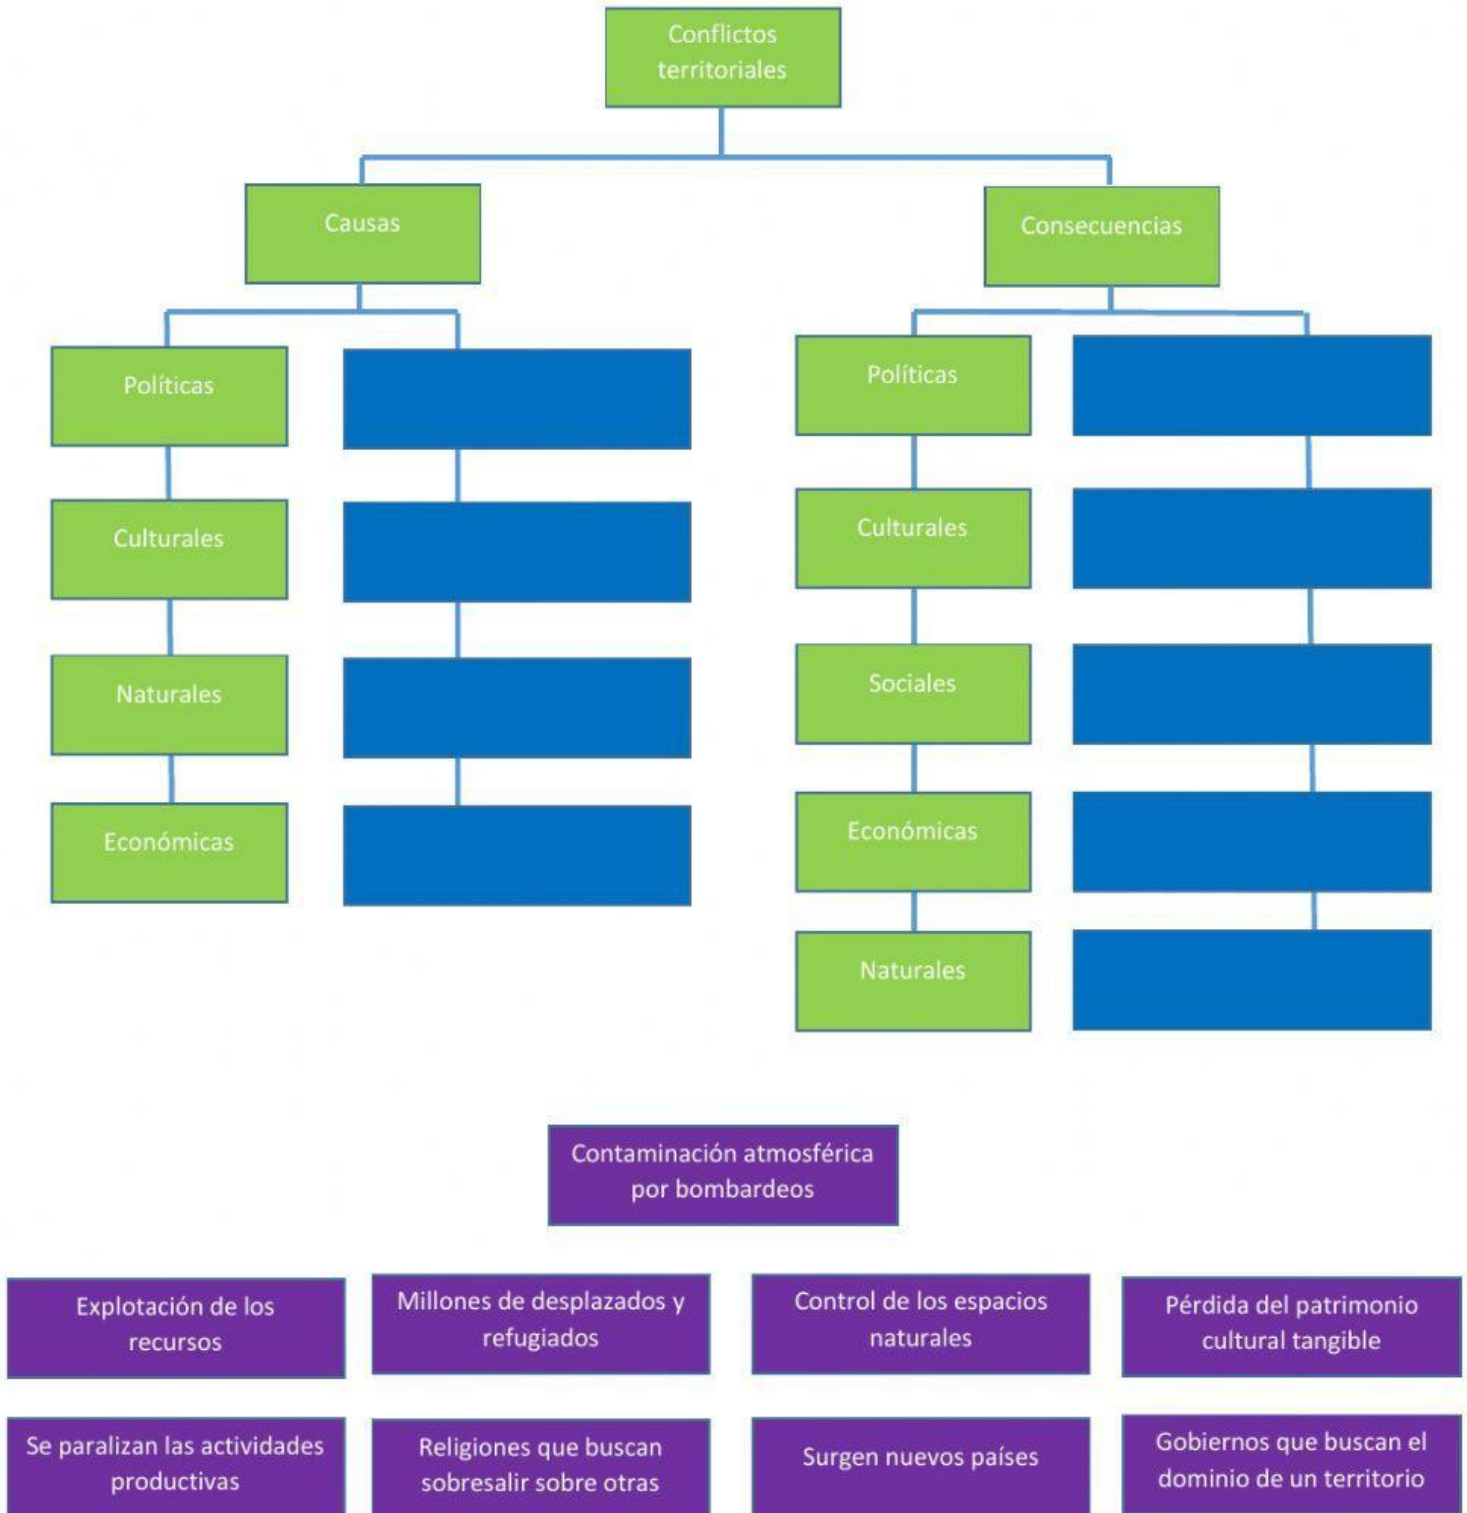 Conflictos
territoriales
Causas
Consecuencias
Políticas
Culturales
Naturales
Económicas
Políticas
Culturales
Sociales
Económicas
Naturales
Contaminación atmosférica
por bombardeos
Explotación de los
recursos
Millones de desplazados y
refugiados
Control de los espacios
naturales
Pérdida del patrimonio
cultural tangible
Se paralizan las actividades
productivas
Religiones que buscan
sobresalir sobre otras
Surgen nuevos países
Gobiernos que buscan el
dominio de un territorio